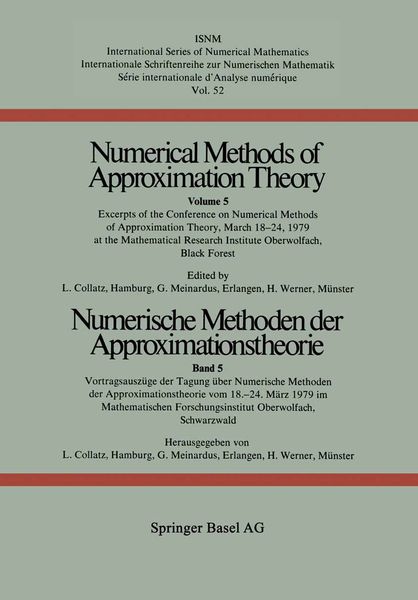 ISNM
International Series of Numerical Mathematics
Internationale Schriftenreihe zur Numerischen Mathematik
Série internationale d'Analyse numérique
Vol. 52
Numerical Methods of
Approximation Theory
Volume 5
Excerpts of the Conference on Numerical Methods
of Approximation Theory, March 18–24, 1979
at the Mathematical Research Institute Oberwolfach,
Black Forest
Edited by
L. Collatz, Hamburg, G. Meinardus, Erlangen, H. Werner, Münster
Numerische Methoden der
Approximationstheorie
Band 5
Vortragsauszüge der Tagung über Numerische Methoden
der Approximationstheorie vom 18.–24. März 1979 im
Mathematischen Forschungsinstitut Oberwolfach,
Schwarzwald
Herausgegeben von
L. Collatz, Hamburg, G. Meinardus, Erlangen, H. Werner, Münster
Springer Basel AG